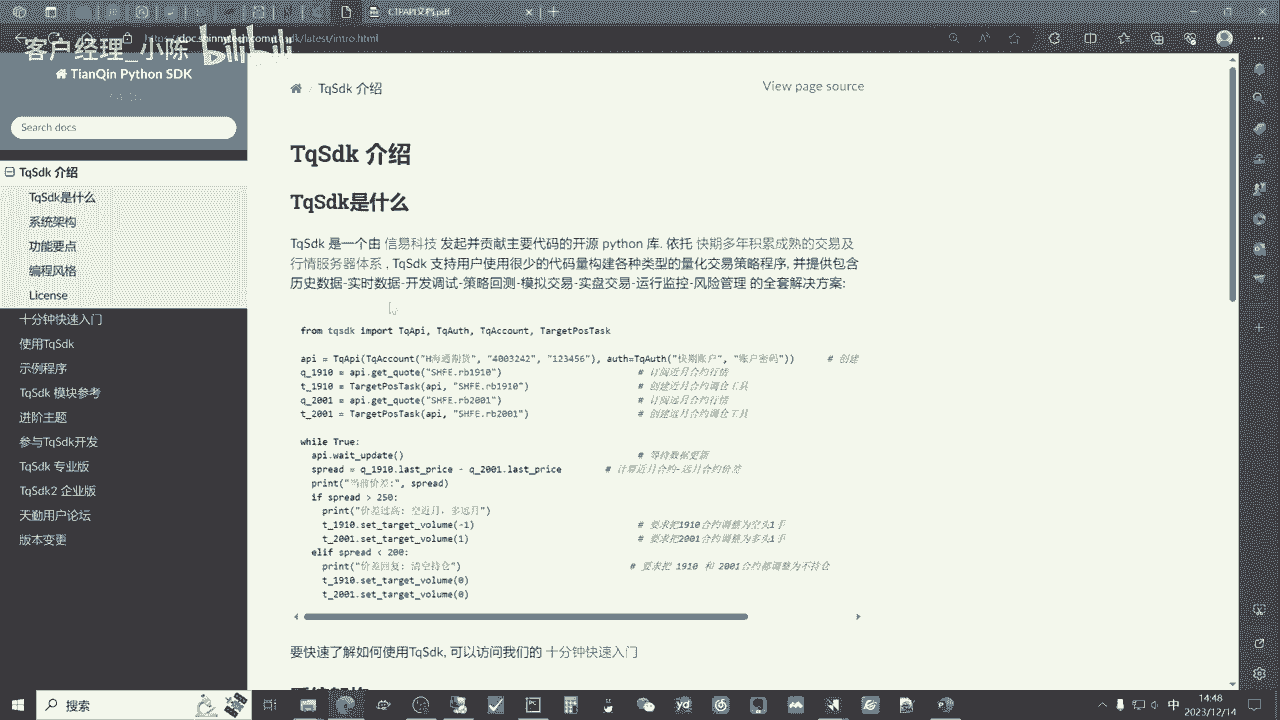 CTPAPI文档.pdf
doc.shinnytech.com/tqsdk/latest/intro.html
客户经理_小陈 bilibili
TianQin Python SDK
Search docs
TqSdk 介绍
TqSdk是什么
系统架构
功能要点
编程风格
License
十分钟快速入门
使用TqSdk
示例程序
TqSdk 模块参考
进阶主题
参与TqSdk开发
TqSdk 专业版
TqSdk2 企业版
天勤用户论坛
版本变更
/ TqSdk 介绍
View page source
TqSdk 介绍
TqSdk是什么
TqSdk 是一个由 信易科技 发起并贡献主要代码的开源 python 库. 依托 快期多年积累成熟的交易及
行情服务器体系 , TqSdk 支持用户使用很少的代码量构建各种类型的量化交易策略程序, 并提供包含
历史数据-实时数据-开发调试-策略回测-模拟交易-实盘交易-运行监控-风险管理 的全套解决方案:
from tqsdk import TqApi, TqAuth, TqAccount, TargetPosTask
api = TqApi(TqAccount("H海通期货", "4003242", "123456"), auth=TqAuth("快期账户", "账户密码")) # 创建
q_1910 = api.get_quote("SHFE.rb1910") # 订阅近月合约行情
t_1910 = TargetPosTask(api, "SHFE.rb1910") # 创建近月合约调仓工具
q_2001 = api.get_quote("SHFE.rb2001") # 订阅远月合约行情
t_2001 = TargetPosTask(api, "SHFE.rb2001") # 创建远月合约调仓工具
while True:
api.wait_update() # 等待数据更新
spread = q_1910.last_price - q_2001.last_price # 计算近月合约-远月合约价差
print("当前价差:", spread)
if spread > 250:
print("价差过高: 空近月，多远月")
t_1910.set_target_volume(-1) # 要求把1910合约调整为空头1手
t_2001.set_target_volume(1) # 要求把2001合约调整为多头1手
elif spread < 200:
print("价差回复: 清空持仓") # 要求把 1910 和 2001合约都调整为不持仓
t_1910.set_target_volume(0)
t_2001.set_target_volume(0)
要快速了解如何使用TqSdk, 可以访问我们的 十分钟快速入门
系统架构
搜索
中
14:48
2023/12/14